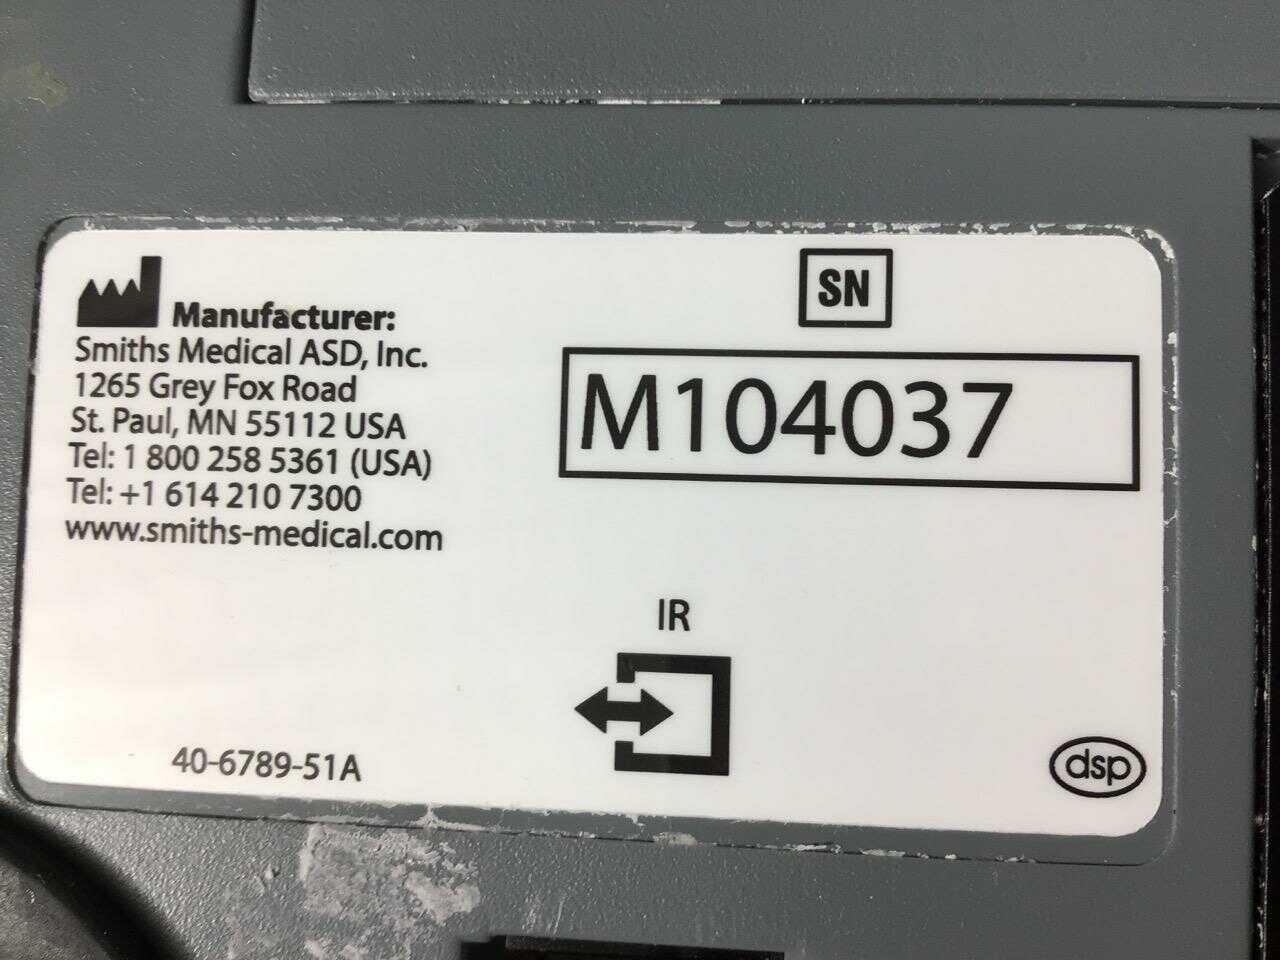 Manufacturer:
Smiths Medical ASD, Inc.
1265 Grey Fox Road
St. Paul, MN 55112 USA
Tel: 1 800 258 5361 (USA)
Tel: +1 614 210 7300
www.smiths-medical.com
40-6789-51A
SN
M104037
IR
dsp